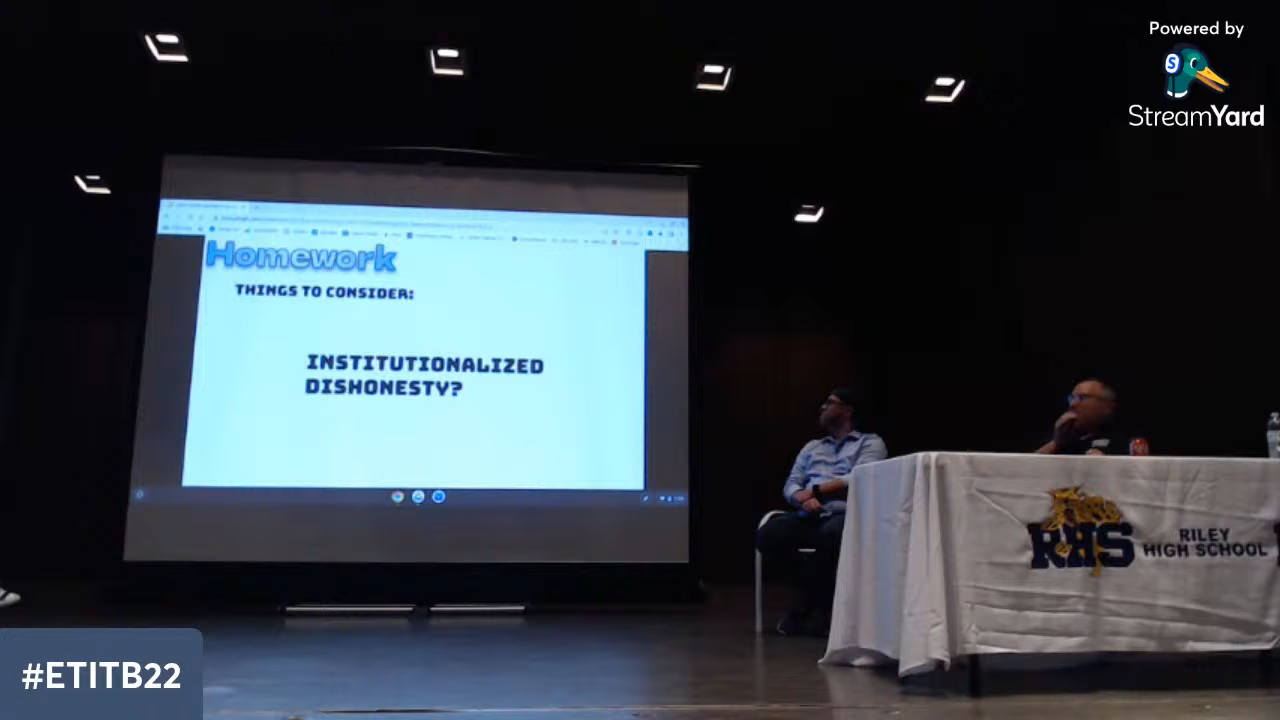 Powered by
StreamYard
Homework
THINGS TO CONSIDER:
INSTITUTIONALIZED
DISHONESTY?
RHS
RILEY
HIGH SCHOOL
#ETITB22